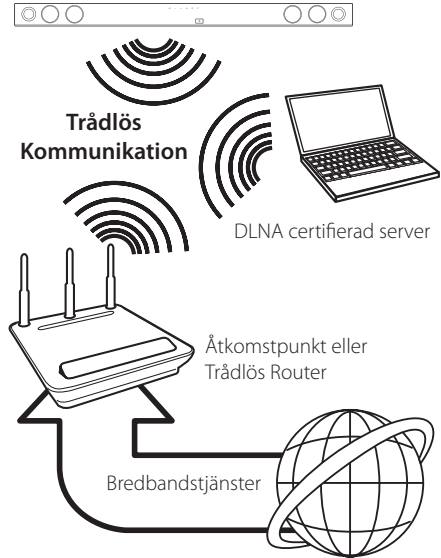 Trådlös
Kommunikation
DLNA certifierad server
Åtkomstpunkt eller
Trådlös Router
Bredbandstjänster